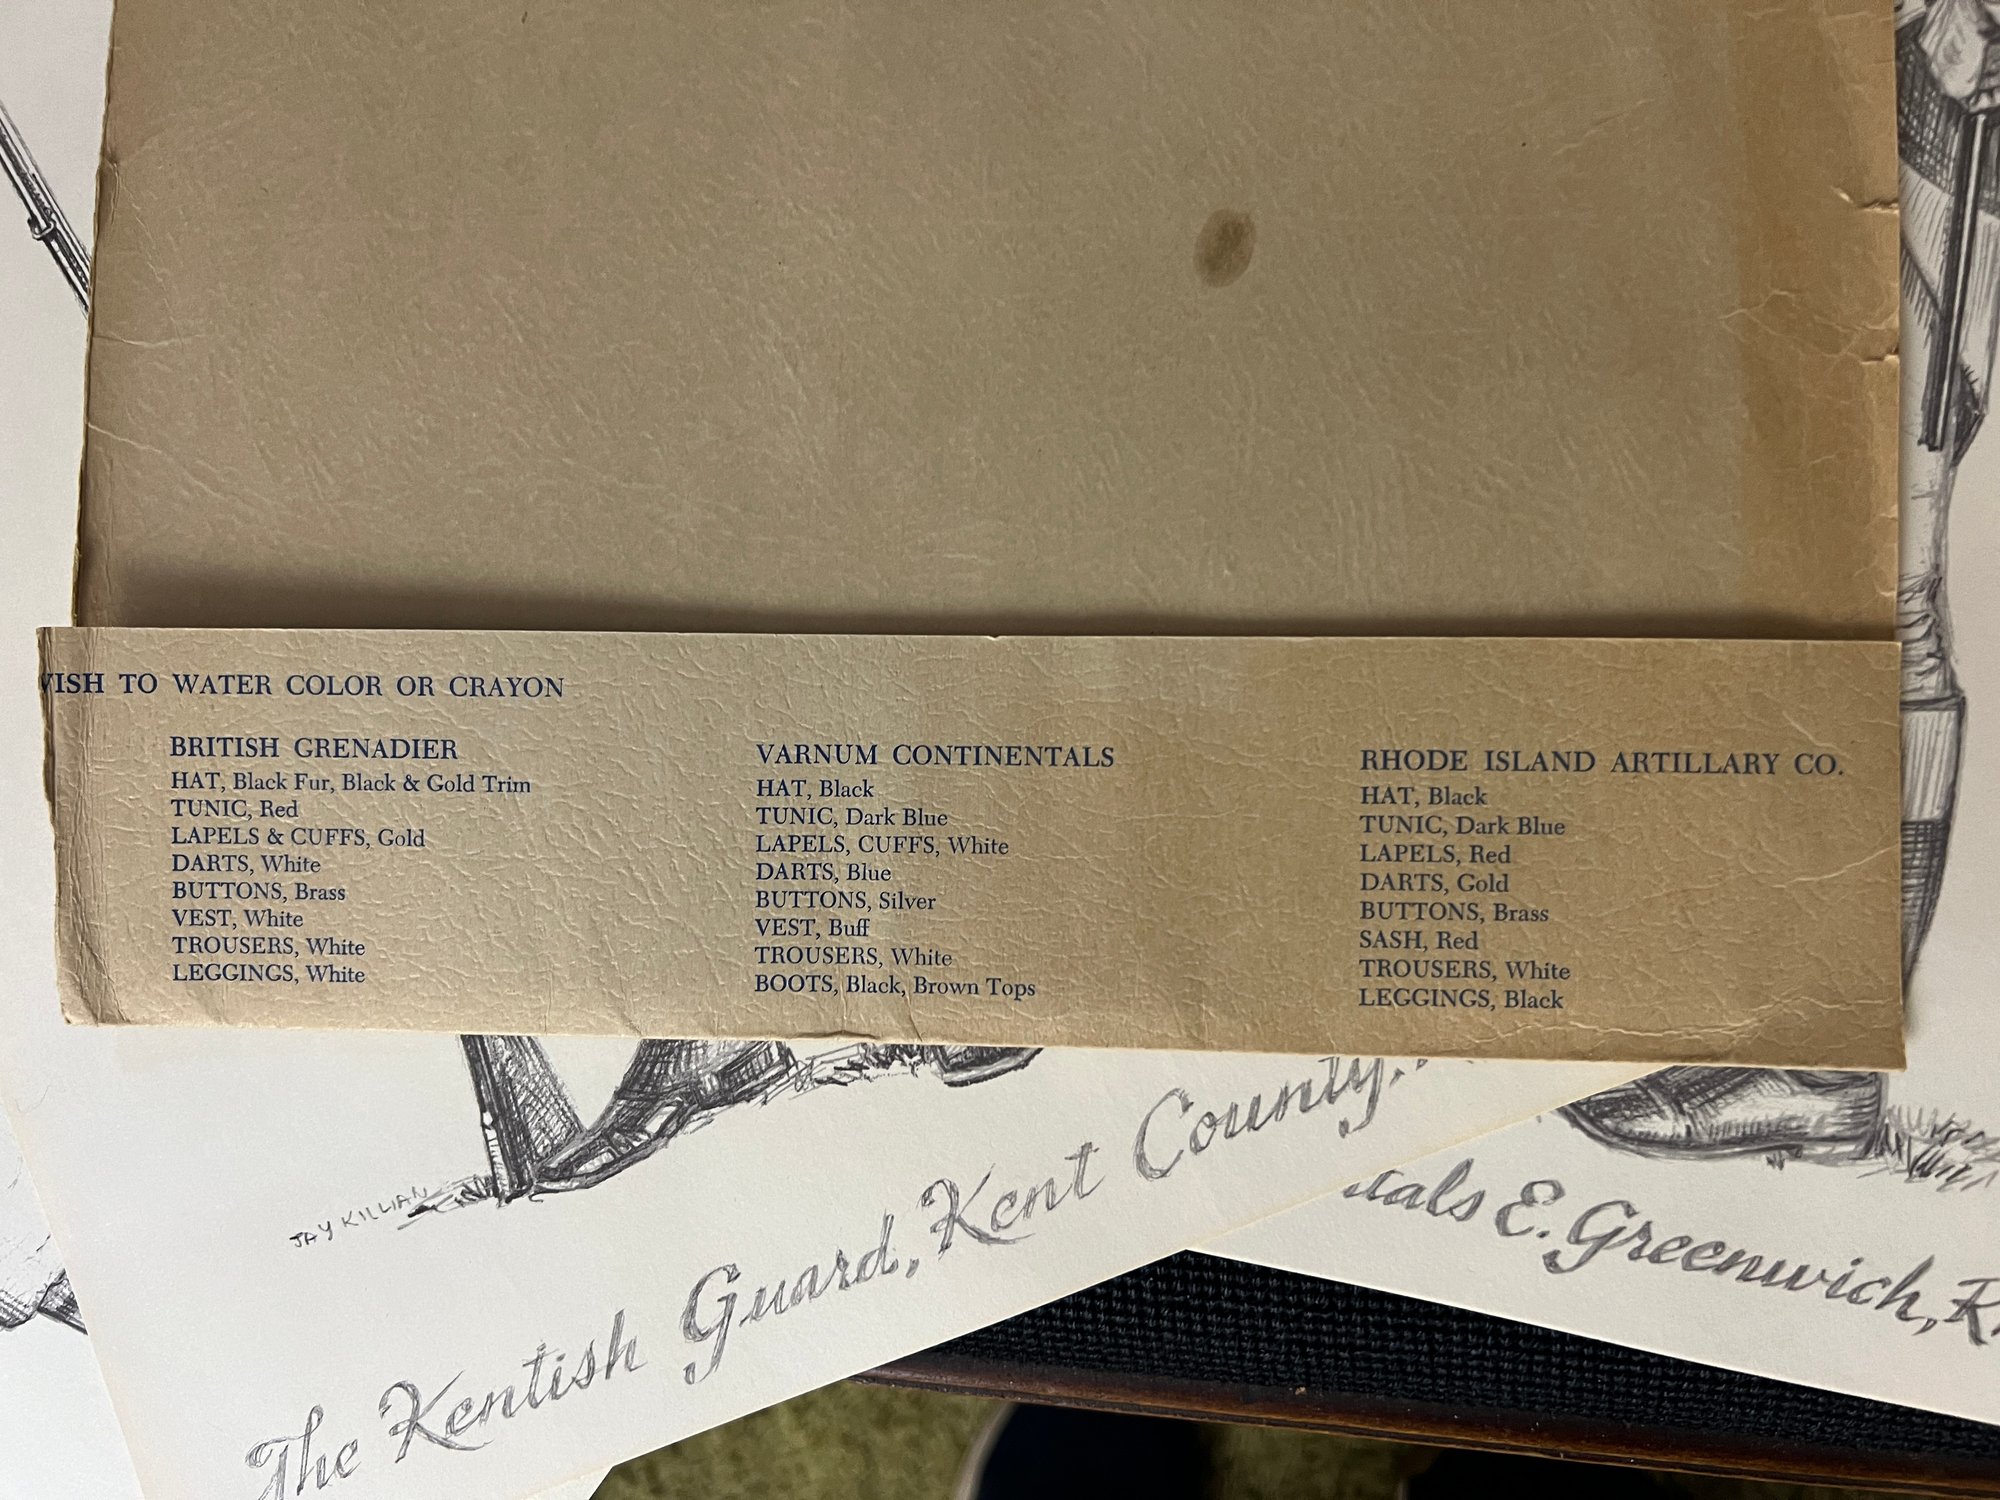 TO WATER COLOR OR CRAYON
BRITISH GRENADIER
HAT, Black Fur, Black & Gold Trim
TUNIC, Red
LAPELS & CUFFS, Gold
DARTS, White
BUTTONS, Brass
VEST, White
TROUSERS, White
LEGGINGS, White
VARNUM CONTINENTALS
HAT, Black
TUNIC, Dark Blue
LAPELS, CUFFS, White
DARTS, Blue
BUTTONS, Silver
VEST, Buff
TROUSERS, White
BOOTS, Black, Brown Tops
RHODE ISLAND ARTILLARY CO.
HAT, Black
TUNIC, Dark Blue
LAPELS, Red
DARTS, Gold
BUTTONS, Brass
SASH, Red
TROUSERS, White
LEGGINGS, Black
JAY KILLIAN
The Kentish Guard, Kent County,
E. Greenwich,